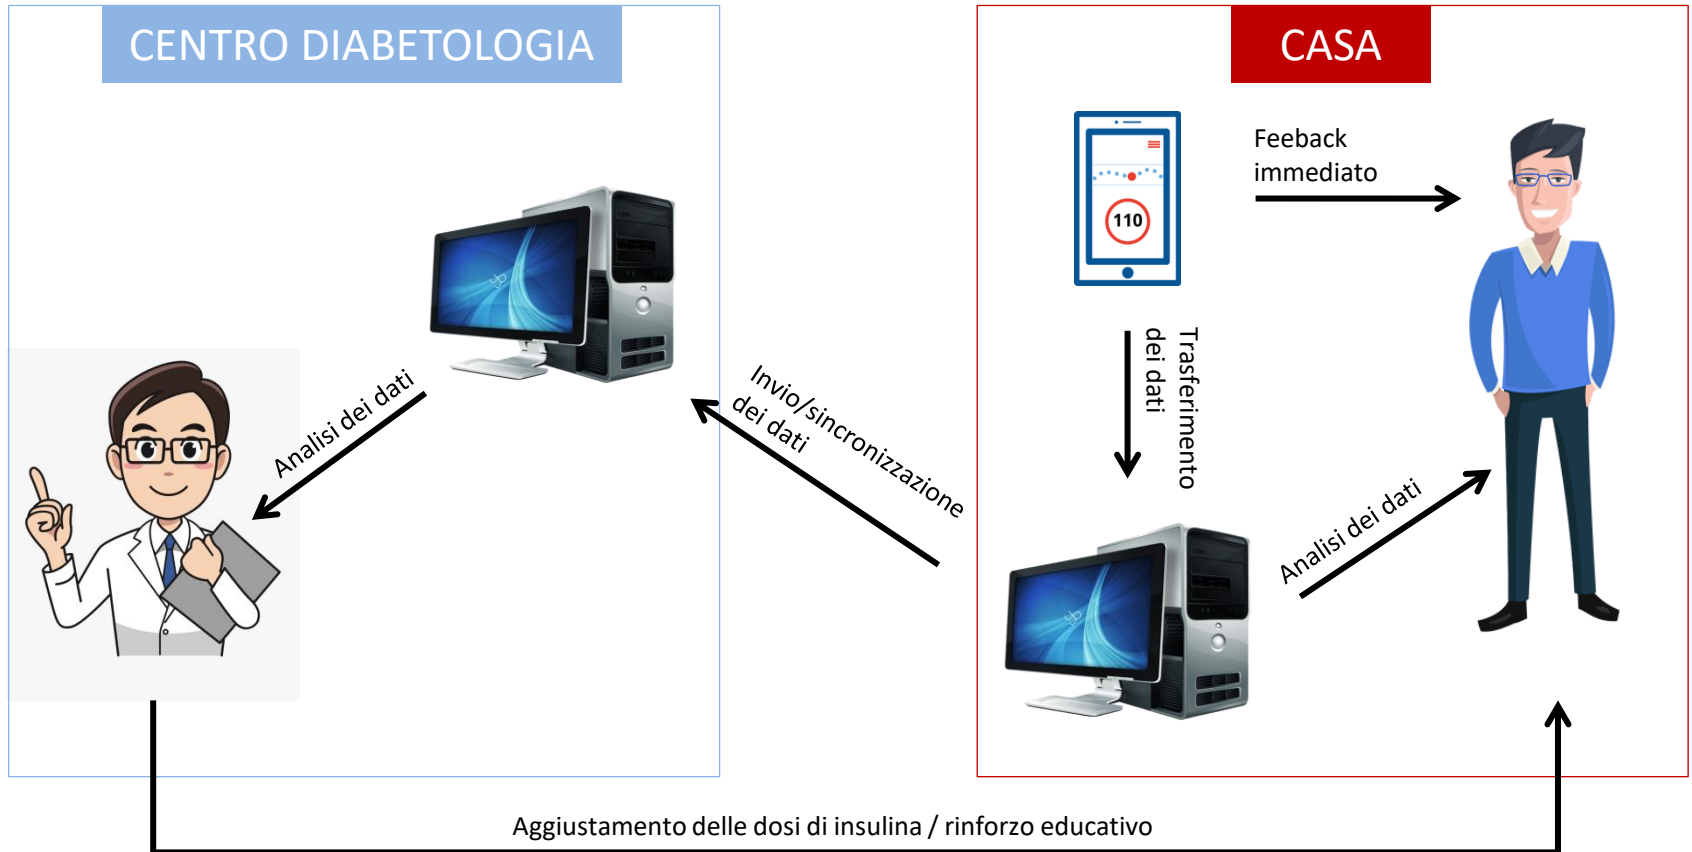 CENTRO DIABETOLOGIA
CASA
Feeback
immediato
110
Trasferimento
dei dati
Invio/sincronizzazione
dei dati
Analisi dei dati
Analisi dei dati
Aggiustamento delle dosi di insulina / rinforzo educativo